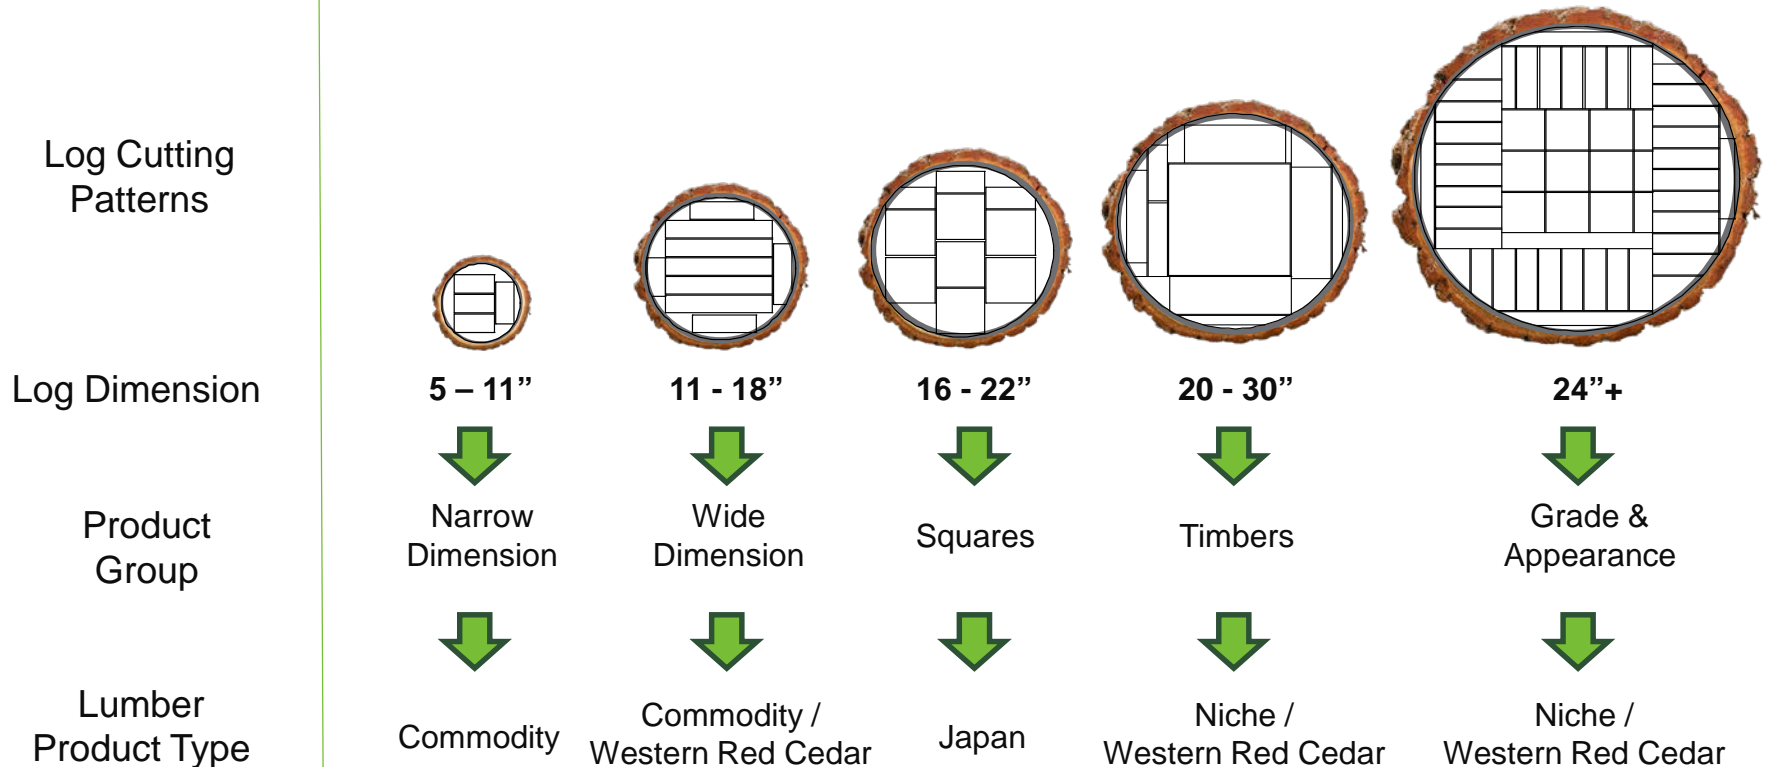 Log Cutting
Patterns
Log Dimension
5 – 11”
11 - 18”
16 - 22”
20 - 30”
24”+
Product
Group
Narrow
Dimension
Wide
Dimension
Squares
Timbers
Grade &
Appearance
Lumber
Product Type
Commodity
Commodity /
Western Red Cedar
Japan
Niche /
Western Red Cedar
Niche /
Western Red Cedar